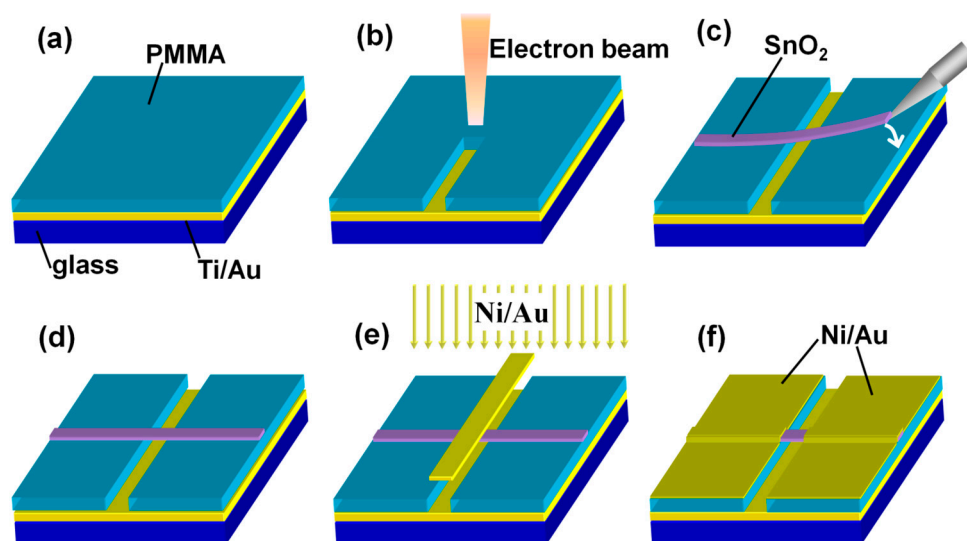 (a)
PMMA
glass
Ti/Au
(b)
Electron beam
(c)
SnO₂
(d)
(e)
Ni/Au
(f)
Ni/Au